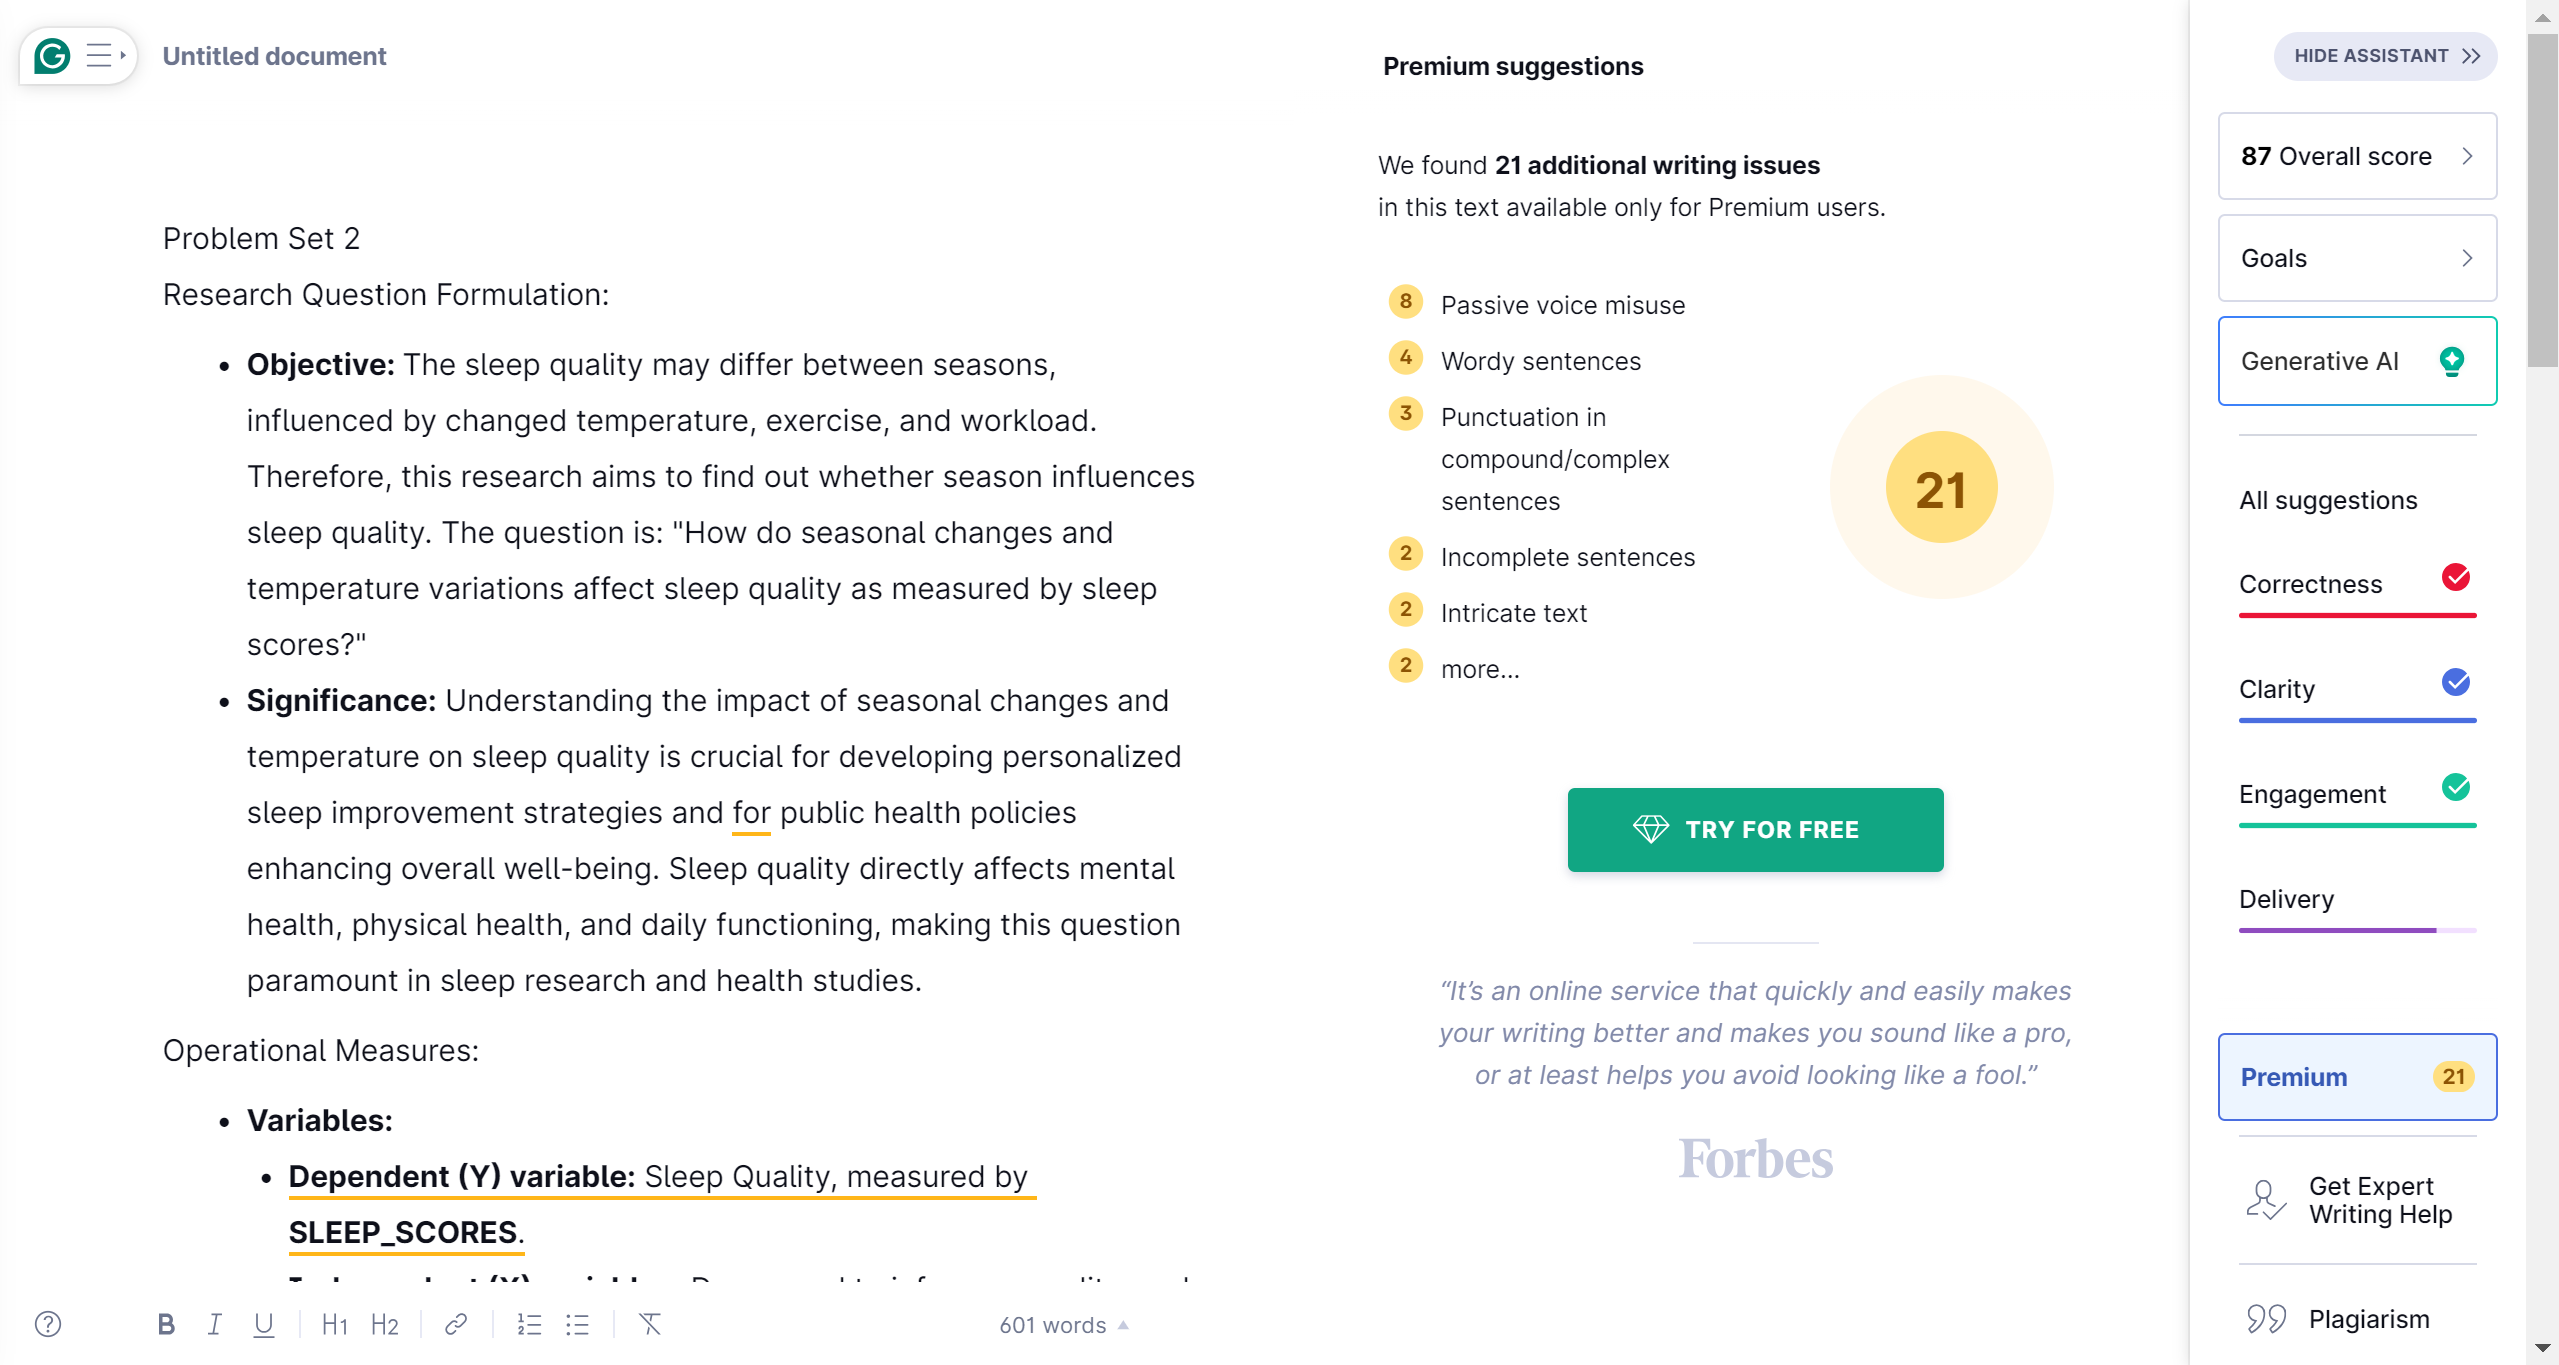 Untitled document
Problem Set 2
Research Question Formulation:
Objective: The sleep quality may differ between seasons,
influenced by changed temperature, exercise, and workload.
Therefore, this research aims to find out whether season influences
sleep quality. The question is: "How do seasonal changes and
temperature variations affect sleep quality as measured by sleep
scores?"
Significance: Understanding the impact of seasonal changes and
temperature on sleep quality is crucial for developing personalized
sleep improvement strategies and for public health policies
enhancing overall well-being. Sleep quality directly affects mental
health, physical health, and daily functioning, making this question
paramount in sleep research and health studies.
Operational Measures:
Variables:
Dependent (Y) variable: Sleep Quality, measured by
SLEEP_SCORES.
B I U H1 H2
601 words
Premium suggestions
We found 21 additional writing issues
in this text available only for Premium users.
8 Passive voice misuse
4 Wordy sentences
3 Punctuation in
compound/complex
sentences
2 Incomplete sentences
2 Intricate text
2 more...
21
TRY FOR FREE
“It’s an online service that quickly and easily makes
your writing better and makes you sound like a pro,
or at least helps you avoid looking like a fool.”
Forbes
HIDE ASSISTANT
87 Overall score
Goals
Generative AI
All suggestions
Correctness
Clarity
Engagement
Delivery
Premium 21
Get Expert
Writing Help
Plagiarism